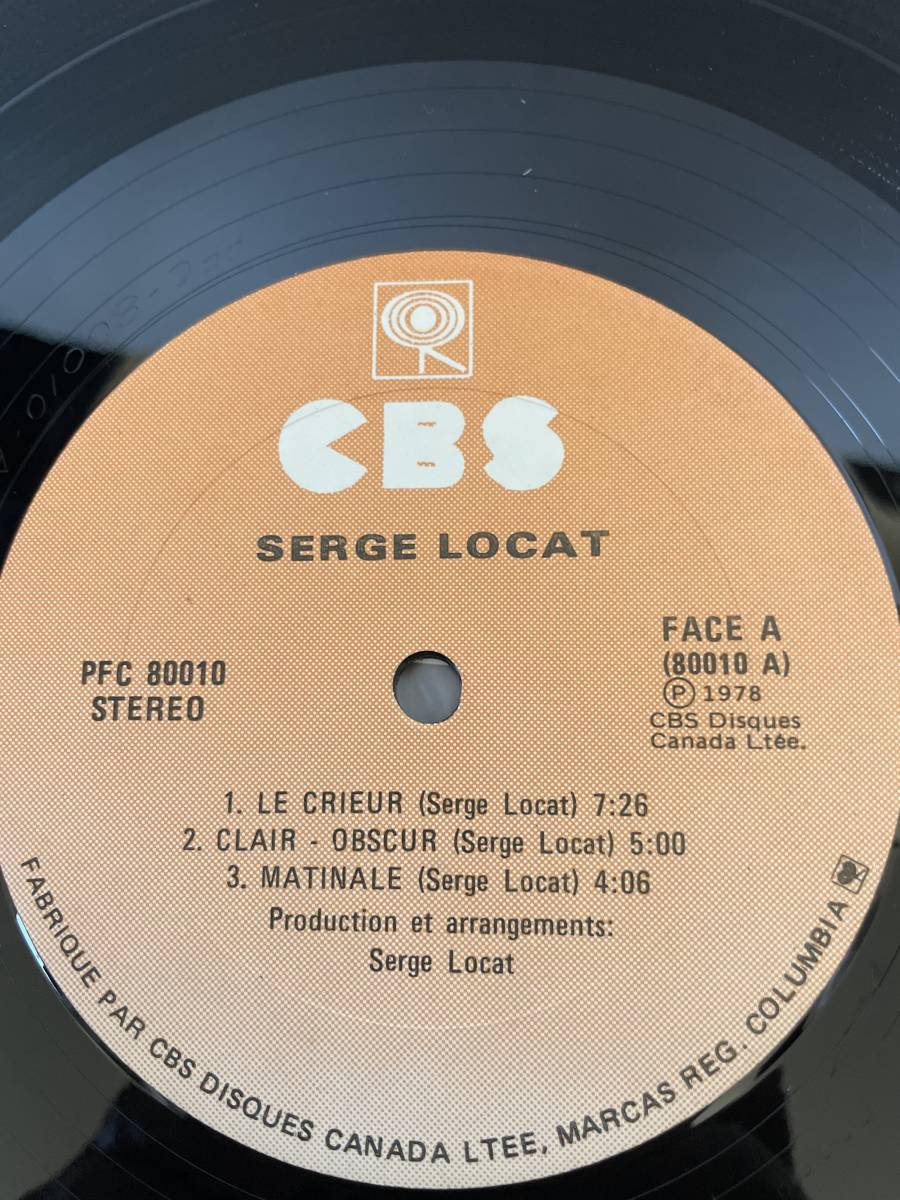 CBS
SERGE LOCAT
PFC 80010
STEREO
FACE A
(80010 A)
Ⓟ 1978
CBS Disques
Canada Ltée.
1. LE CRIEUR (Serge Locat) 7:26
2. CLAIR - OBSCUR (Serge Locat) 5:00
3. MATINALE (Serge Locat) 4:06
Production et arrangements:
Serge Locat
FABRIQUE PAR CBS DISQUES CANADA LTEE, MARCAS REG. COLUMBIA
PFC-80010-A